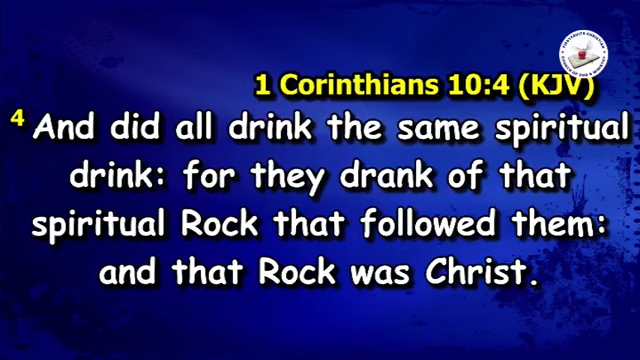 1 Corinthians 10:4 (KJV)
4 And did all drink the same spiritual
drink: for they drank of that
spiritual Rock that followed them:
and that Rock was Christ.